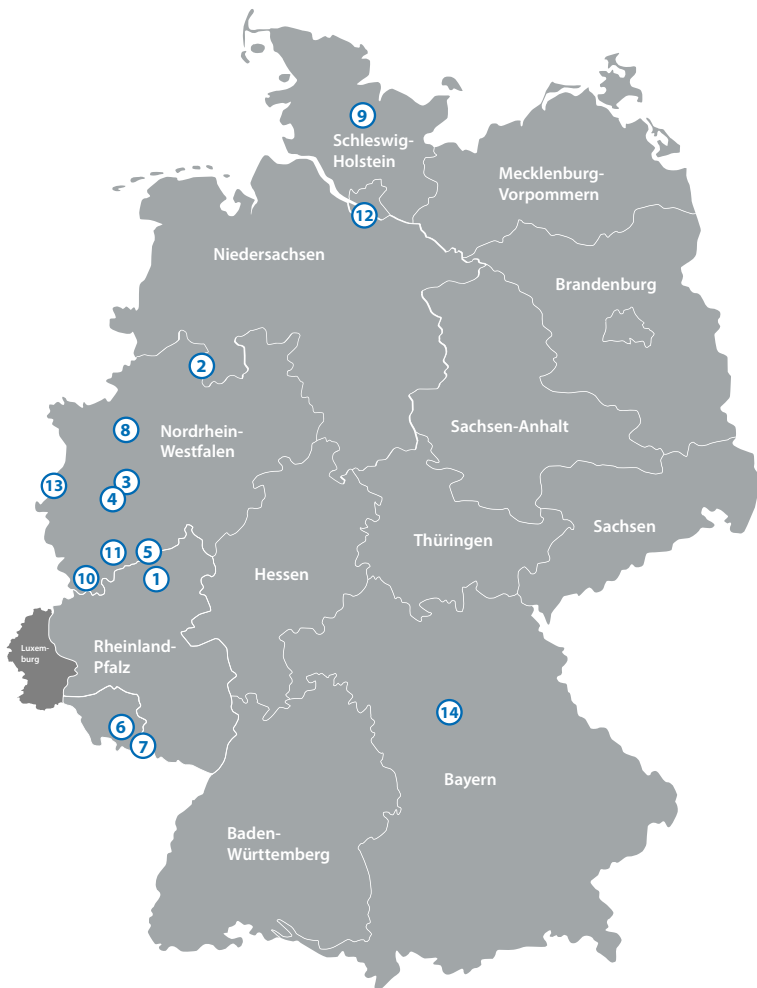 9
Schleswig-
Holstein
Mecklenburg-
Vorpommern
12
Niedersachsen
Brandenburg
2
8
Nordrhein-
Westfalen
Sachsen-Anhalt
3
13
4
Sachsen
Thüringen
11
5
10
1
Hessen
Luxem-
burg
Rheinland-
Pfalz
14
6
7
Bayern
Baden-
Württemberg